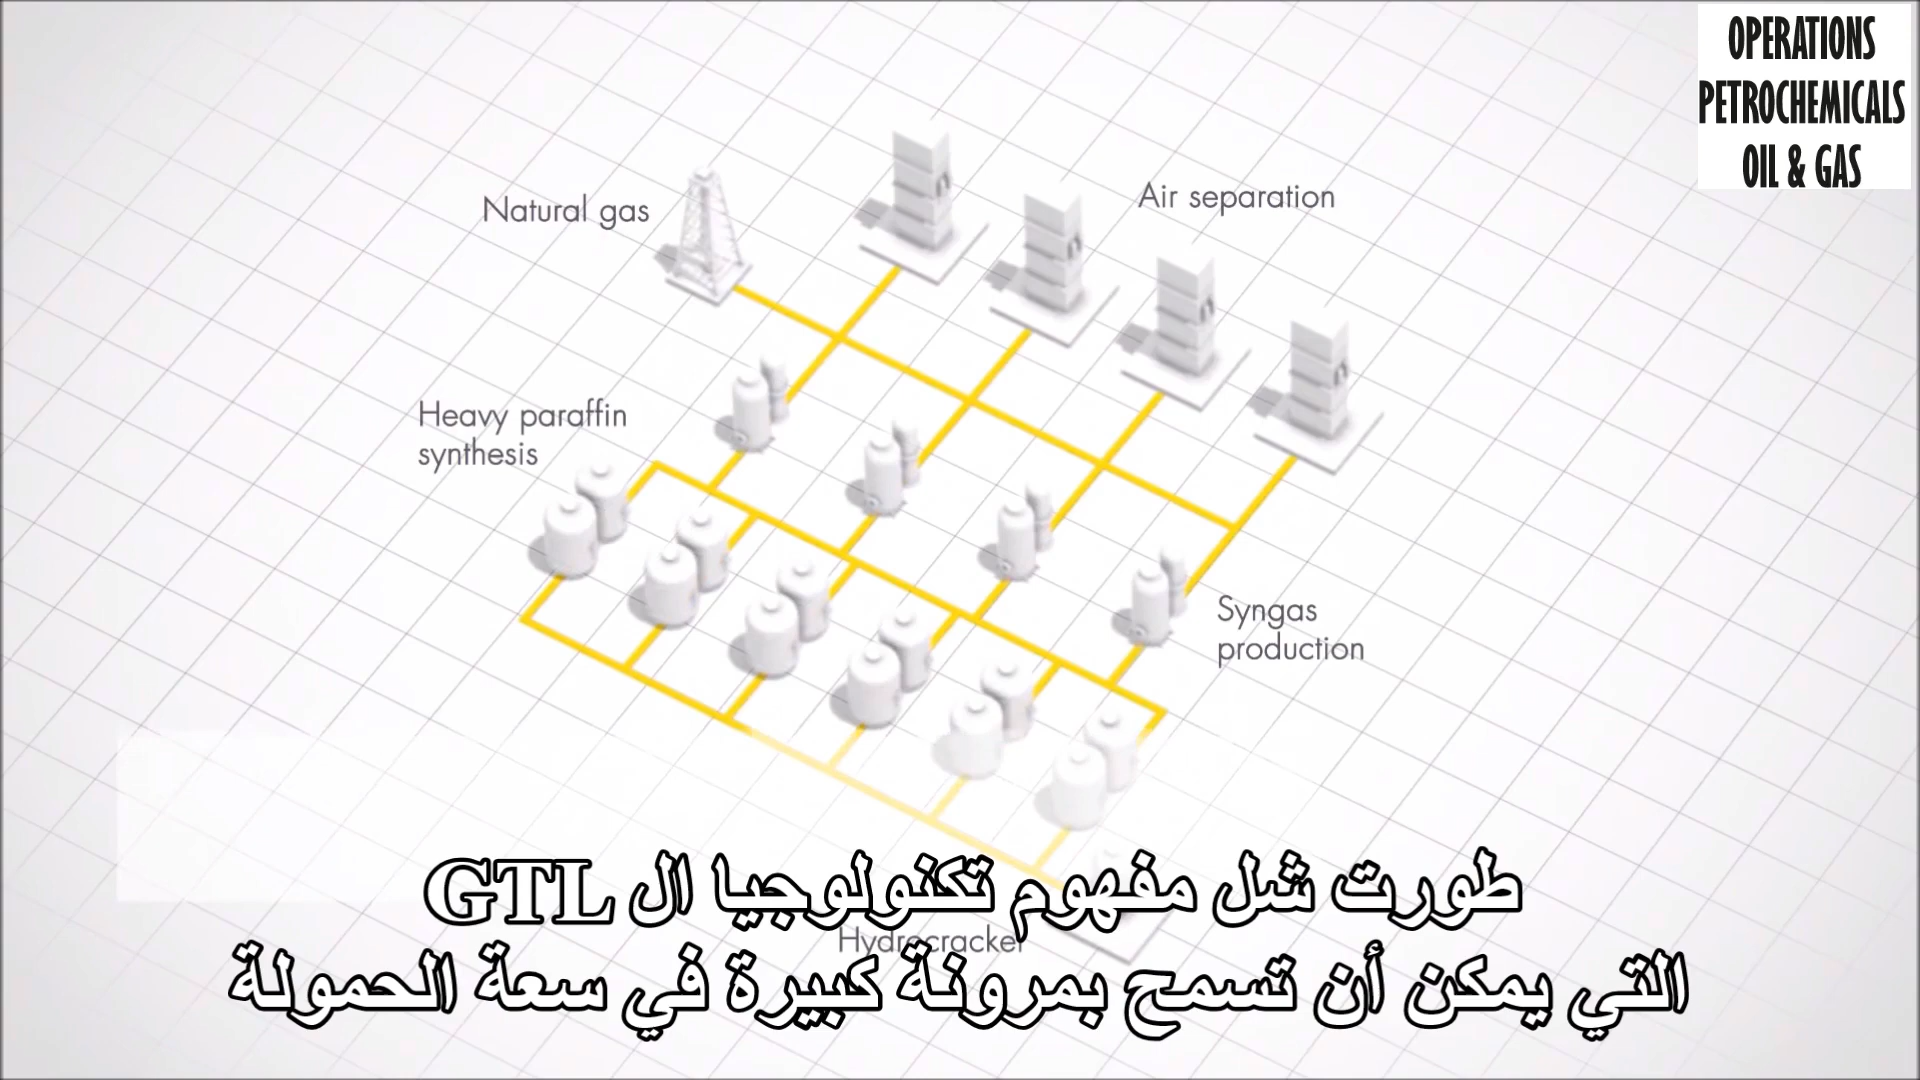 OPERATIONS
PETROCHEMICALS
OIL & GAS
Natural gas
Air separation
Heavy paraffin
synthesis
Syngas
production
Hydrocracker
طورت شل مفهوم تكنولوجيا ال GTL
التي يمكن أن تسمح بمرونة كبيرة في سعة الحمولة